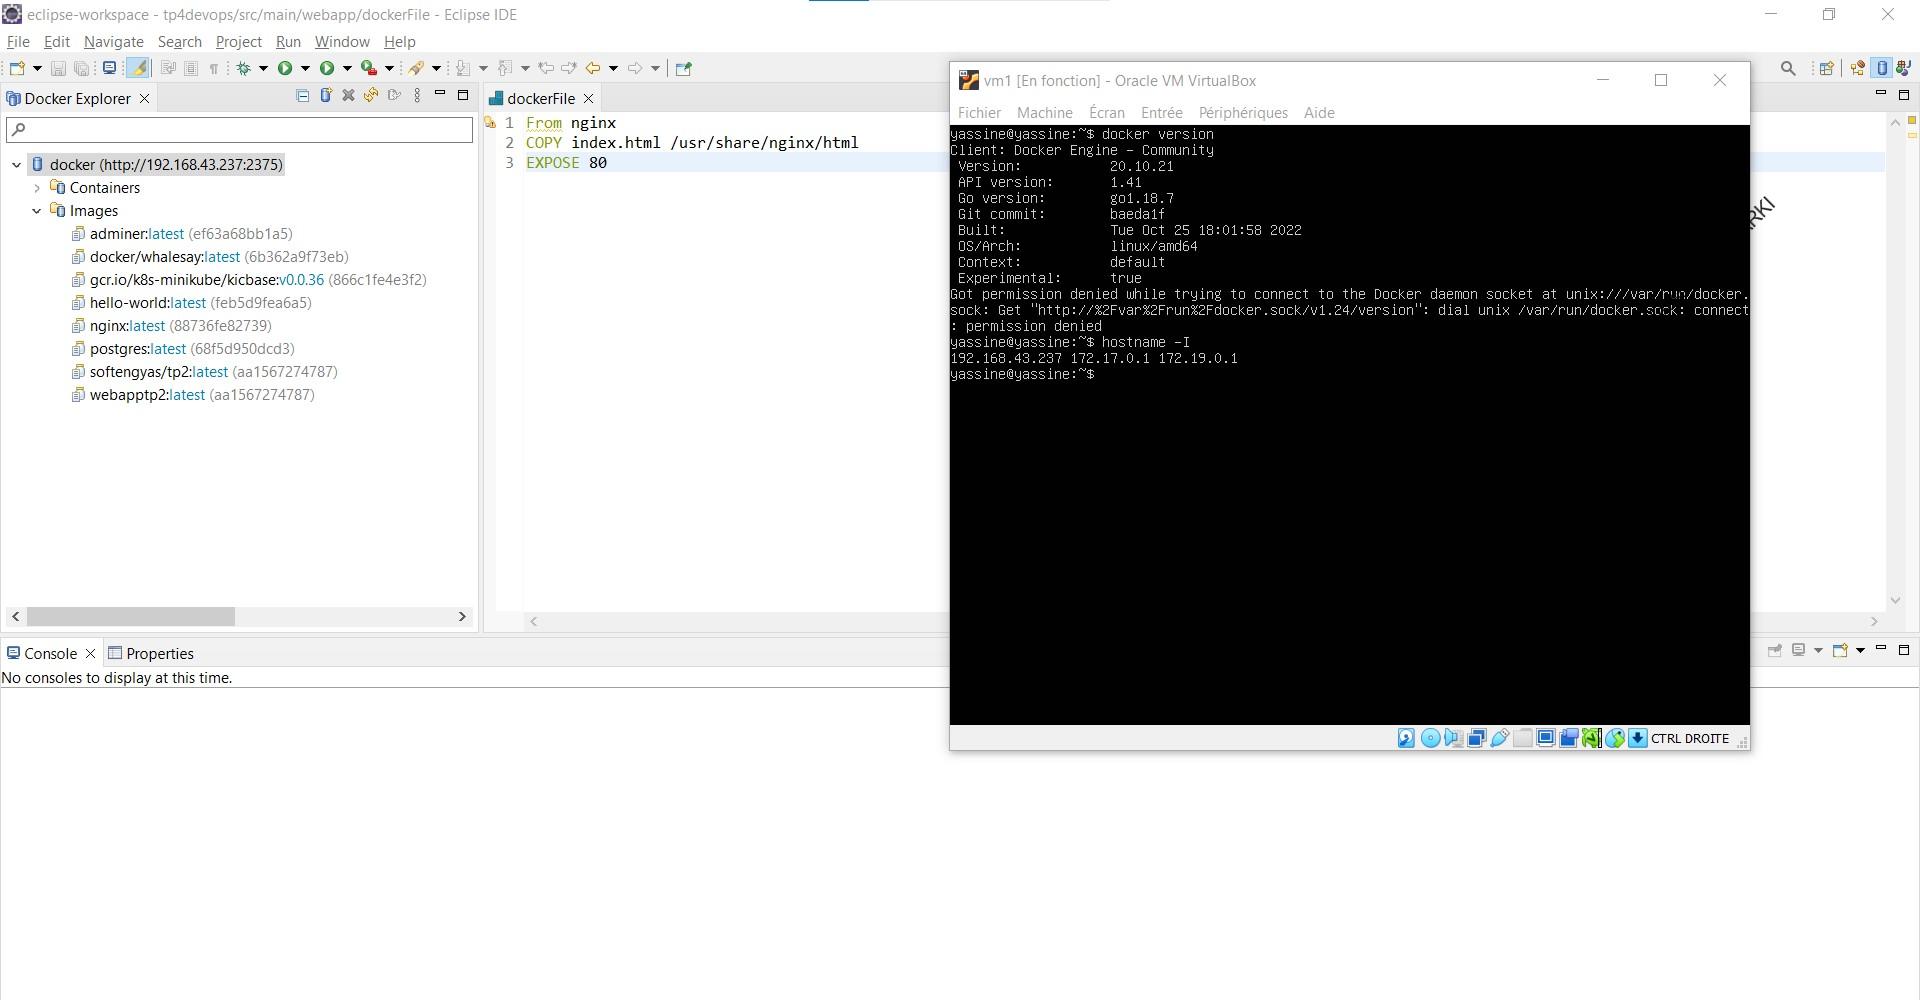 eclipse-workspace - tp4devops/src/main/webapp/dockerFile - Eclipse IDE
File Edit Navigate Search Project Run Window Help
Docker Explorer
docker (http://192.168.43.237:2375)
Containers
Images
adminer:latest (ef63a68bb1a5)
docker/whalesay:latest (6b362a9f73eb)
gcr.io/k8s-minikube/kicbase:v0.0.36 (866c1fe4e3f2)
hello-world:latest (feb5d9fea6a5)
nginx:latest (88736fe82739)
postgres:latest (68f5d950dcd3)
softengyas/tp2:latest (aa1567274787)
webapptp2:latest (aa1567274787)
dockerFile
1 From nginx
2 COPY index.html /usr/share/nginx/html
3 EXPOSE 80
vm1 [En fonction] - Oracle VM VirtualBox
Fichier Machine Écran Entrée Périphériques Aide
yassine@yassine:~$ docker version
Client: Docker Engine - Community
Version: 20.10.21
API version: 1.41
Go version: go1.18.7
Git commit: baeda1f
Built: Tue Oct 25 18:01:58 2022
OS/Arch: linux/amd64
Context: default
Experimental: true
Got permission denied while trying to connect to the Docker daemon socket at unix:///var/run/docker.
sock: Get "http://%2Fvar%2Frun%2Fdocker.sock/v1.24/version": dial unix /var/run/docker.sock: connect
: permission denied
yassine@yassine:~$ hostname -I
192.168.43.237 172.17.0.1 172.19.0.1
yassine@yassine:~$
CTRL DROITE
Console Properties
No consoles to display at this time.